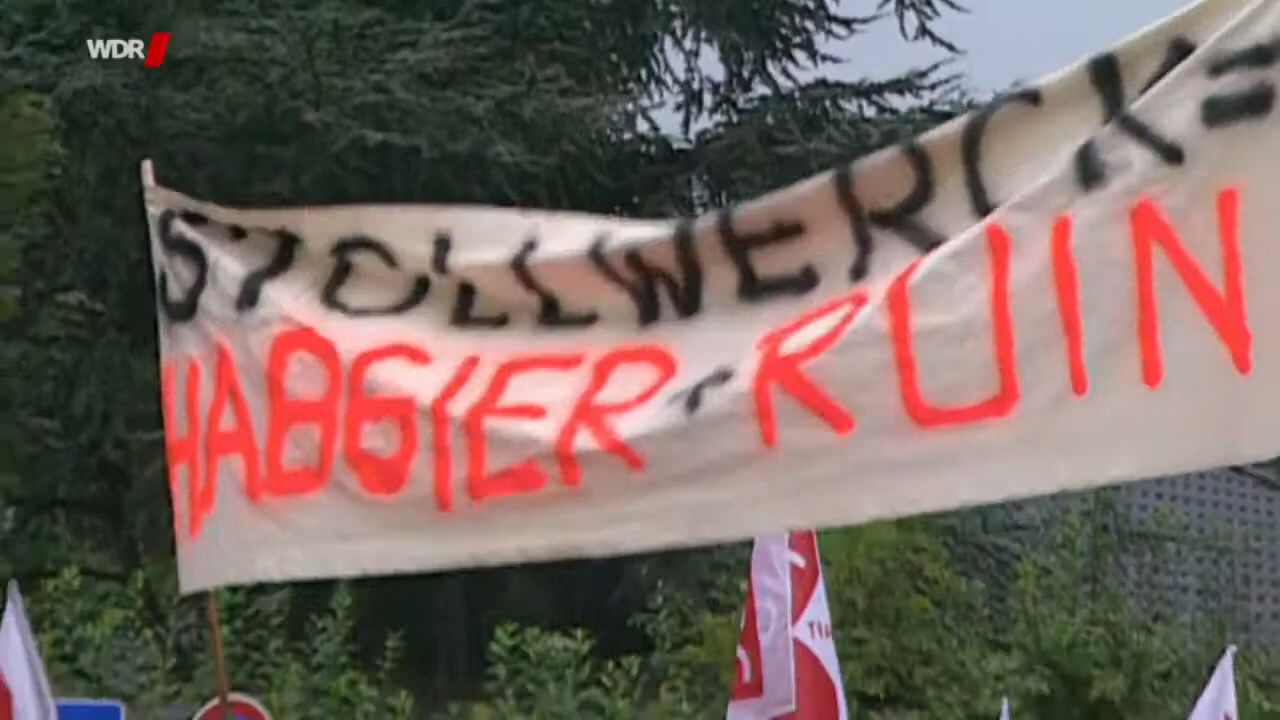 WDR
STOLLWERCK =
HABGIER + RUIN